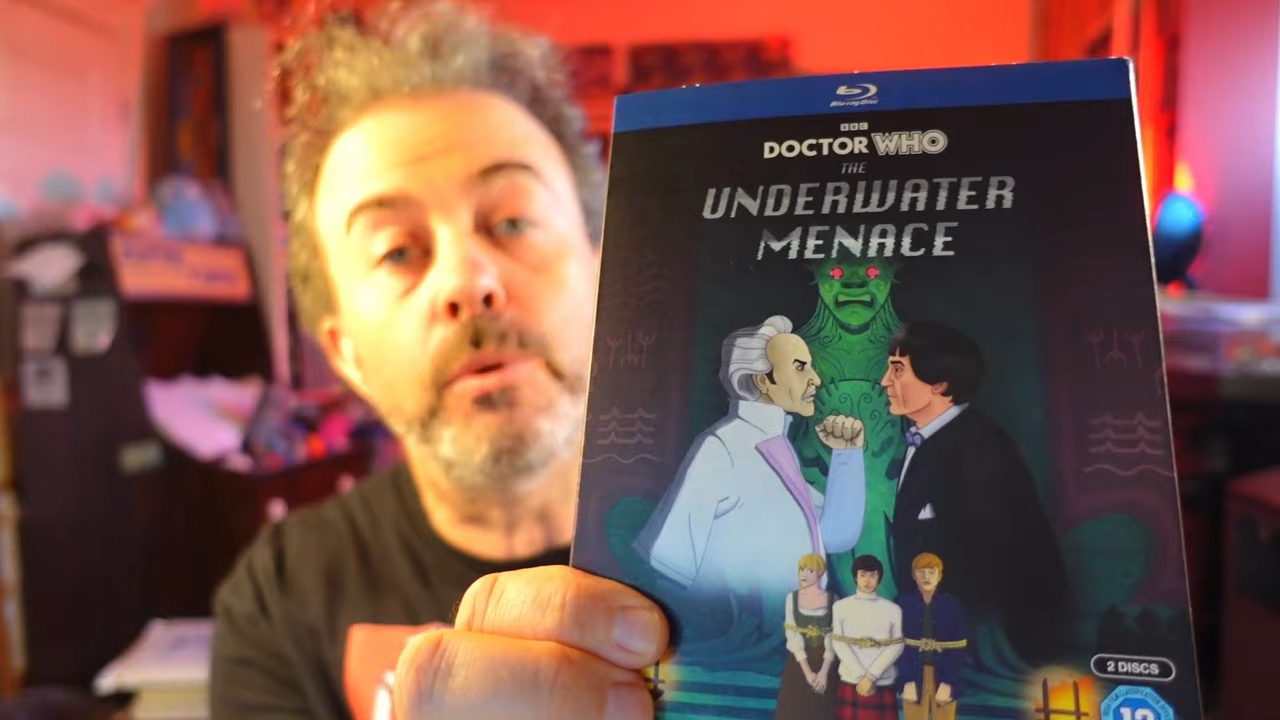 Blu-ray Disc
BBC
DOCTOR WHO
THE
UNDERWATER
MENACE
2 DISCS